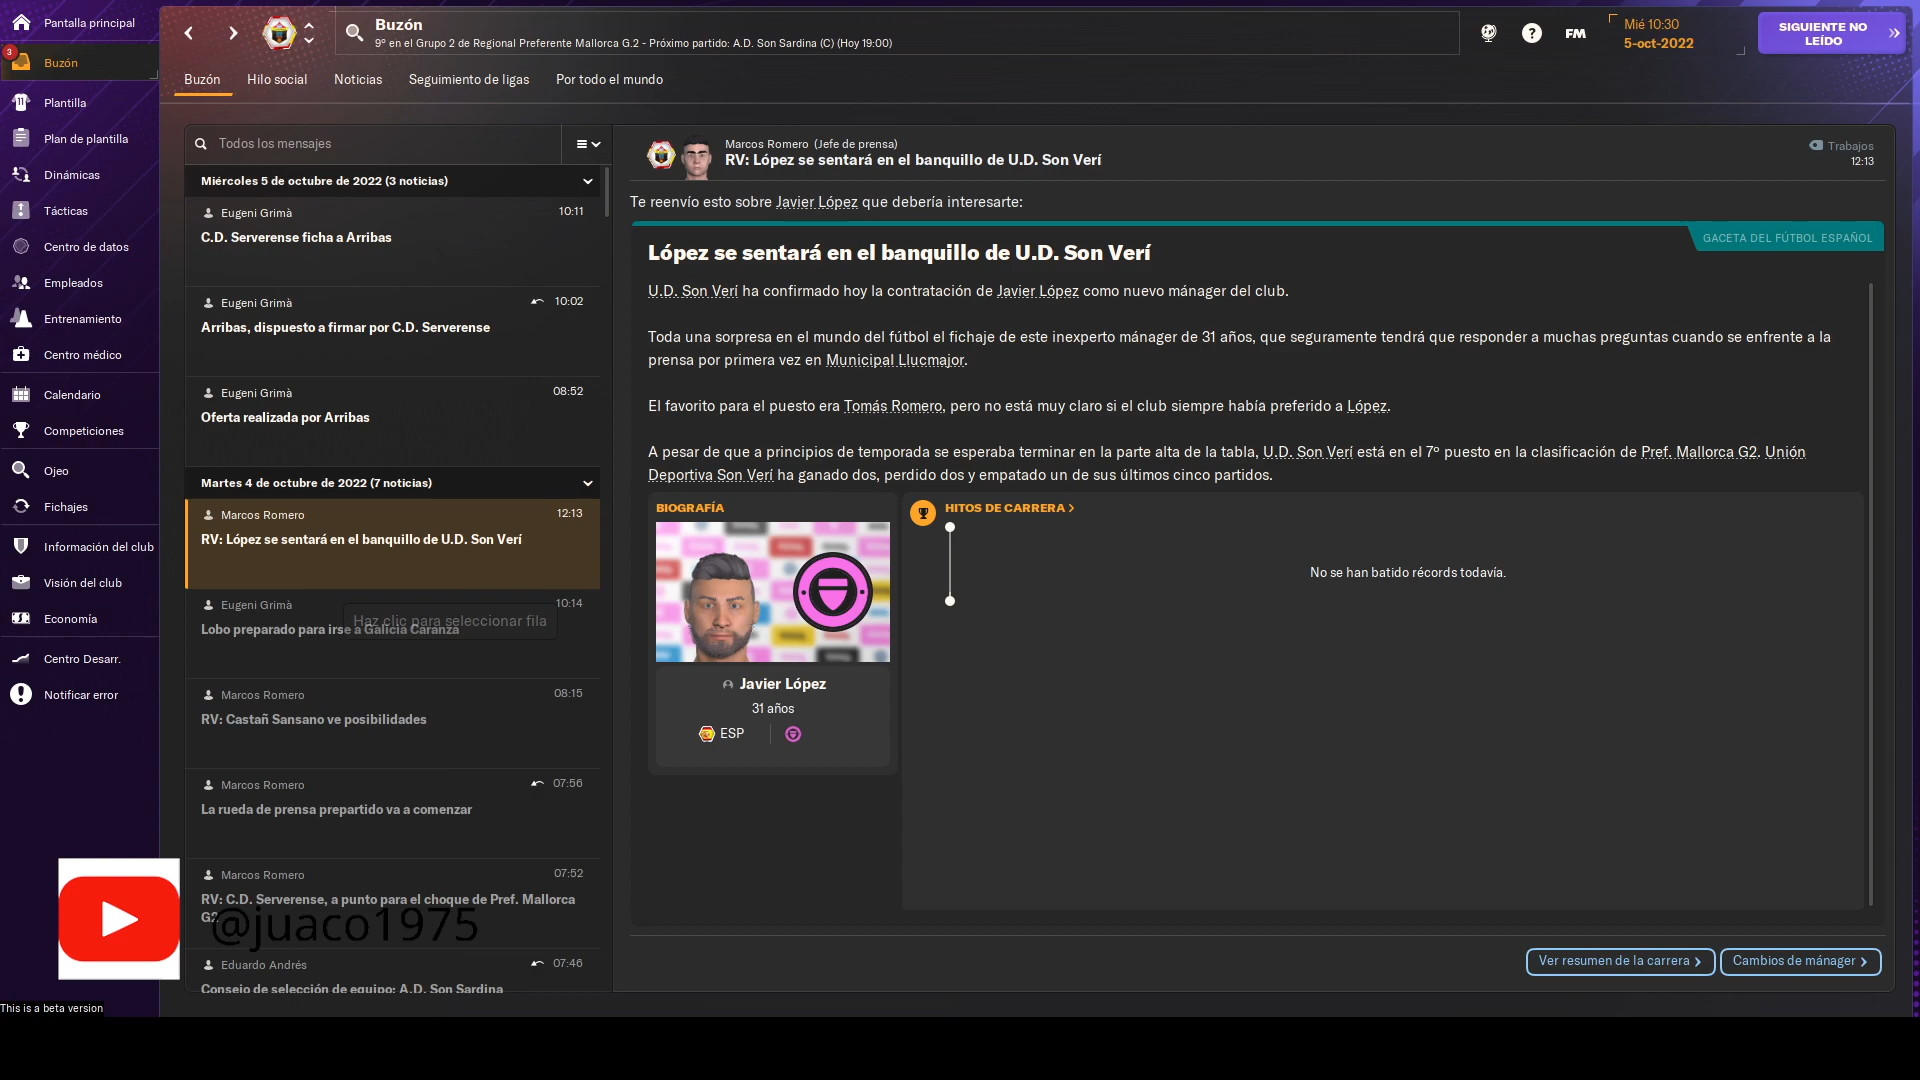 Pantalla principal
3
Buzón
Plantilla
Plan de plantilla
Dinámicas
Tácticas
Centro de datos
Empleados
Entrenamiento
Centro médico
Calendario
Competiciones
Ojeo
Fichajes
Información del club
Visión del club
Economía
Centro Desarr.
Notificar error
This is a beta version
Buzón
9º en el Grupo 2 de Regional Preferente Mallorca G.2 - Próximo partido: A.D. Son Sardina (C) (Hoy 19:00)
?
FM
Mié 10:30
5-oct-2022
SIGUIENTE NO
LEÍDO
Buzón
Hilo social
Noticias
Seguimiento de ligas
Por todo el mundo
Todos los mensajes
Miércoles 5 de octubre de 2022 (3 noticias)
Eugeni Grimà 10:11
C.D. Serverense ficha a Arribas
Eugeni Grimà 10:02
Arribas, dispuesto a firmar por C.D. Serverense
Eugeni Grimà 08:52
Oferta realizada por Arribas
Martes 4 de octubre de 2022 (7 noticias)
Marcos Romero 12:13
RV: López se sentará en el banquillo de U.D. Son Verí
Eugeni Grimà 10:14
Haz clic para seleccionar fila
Lobo preparado para irse a Galicia Caranza
Marcos Romero 08:15
RV: Castañ Sansano ve posibilidades
Marcos Romero 07:56
La rueda de prensa prepartido va a comenzar
Marcos Romero 07:52
RV: C.D. Serverense, a punto para el choque de Pref. Mallorca
G2
@juaco1975
Eduardo Andrés 07:46
Consejo de selección de equipo: A.D. Son Sardina
Marcos Romero (Jefe de prensa)
RV: López se sentará en el banquillo de U.D. Son Verí
Trabajos
12:13
Te reenvío esto sobre Javier López que debería interesarte:
GACETA DEL FÚTBOL ESPAÑOL
López se sentará en el banquillo de U.D. Son Verí
U.D. Son Verí ha confirmado hoy la contratación de Javier López como nuevo mánager del club.
Toda una sorpresa en el mundo del fútbol el fichaje de este inexperto mánager de 31 años, que seguramente tendrá que responder a muchas preguntas cuando se enfrente a la
prensa por primera vez en Municipal Llucmajor.
El favorito para el puesto era Tomás Romero, pero no está muy claro si el club siempre había preferido a López.
A pesar de que a principios de temporada se esperaba terminar en la parte alta de la tabla, U.D. Son Verí está en el 7º puesto en la clasificación de Pref. Mallorca G2. Unión
Deportiva Son Verí ha ganado dos, perdido dos y empatado un de sus últimos cinco partidos.
BIOGRAFÍA
Javier López
31 años
ESP
HITOS DE CARRERA
No se han batido récords todavía.
Ver resumen de la carrera
Cambios de mánager